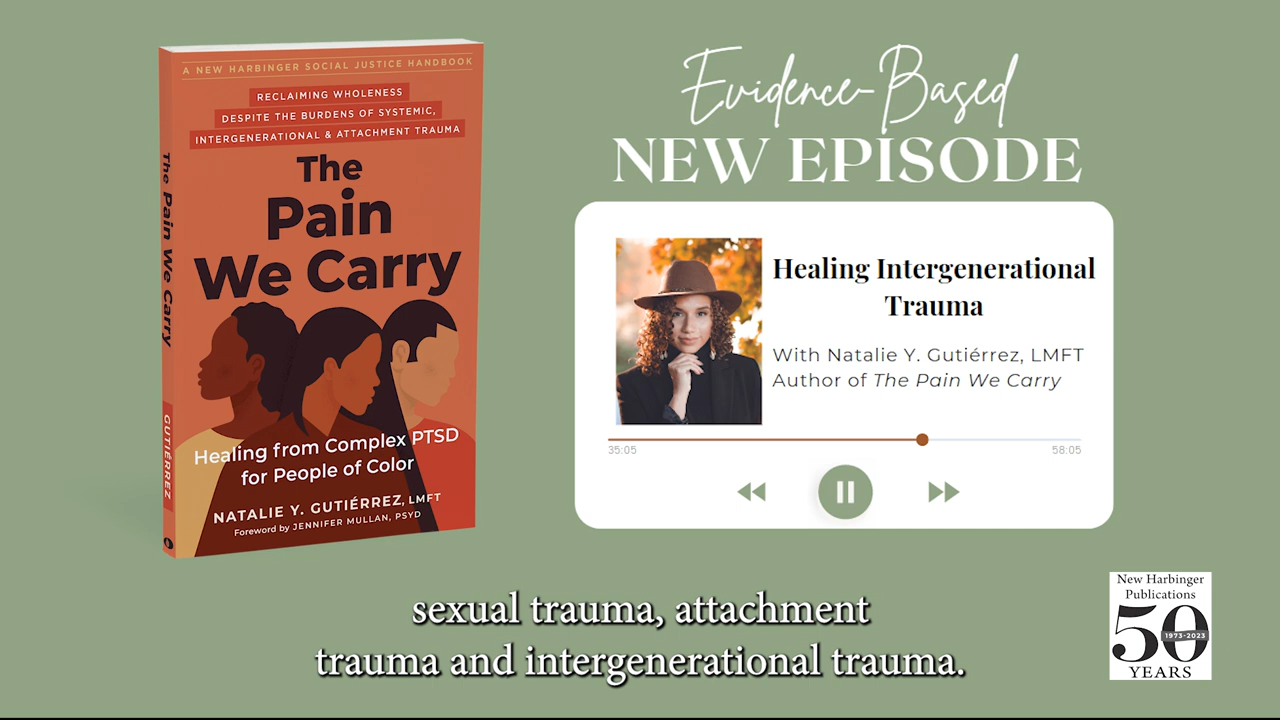 A NEW HARBINGER SOCIAL JUSTICE HANDBOOK
RECLAIMING WHOLENESS
DESPITE THE BURDENS OF SYSTEMIC,
INTERGENERATIONAL & ATTACHMENT TRAUMA
The
Pain
We Carry
Healing from Complex PTSD
for People of Color
NATALIE Y. GUTIÉRREZ, LMFT
Foreword by JENNIFER MULLAN, PSYD
The Pain We Carry
GUTIÉRREZ
Evidence-Based
NEW EPISODE
Healing Intergenerational
Trauma
With Natalie Y. Gutiérrez, LMFT
Author of The Pain We Carry
35:05
58:05
sexual trauma, attachment
trauma and intergenerational trauma.
New Harbinger
Publications
50
1973-2023
YEARS